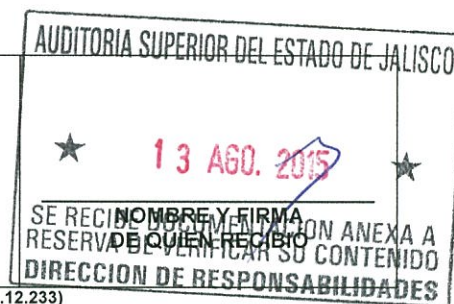 AUDITORIA SUPERIOR DEL ESTADO DE JALISCO
13 AGO. 2015
NOMBRE Y FIRMA
DE QUIEN RECIBIÓ
SE RECIBE DOCUMENTACION ANEXA A
RESERVA DE VERIFICAR SU CONTENIDO
DIRECCION DE RESPONSABILIDADES
.12.233)